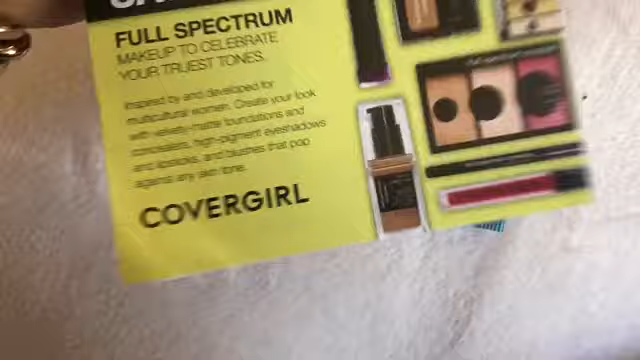 FULL SPECTRUM
MAKEUP TO CELEBRATE
YOUR TRUEST TONES.
Inspired by and developed for
multicultural women. Create your look
with velvety matte foundations and
concealers, high-pigment eyeshadows
and lipsticks, and blushes that pop
against any skin tone.
COVERGIRL